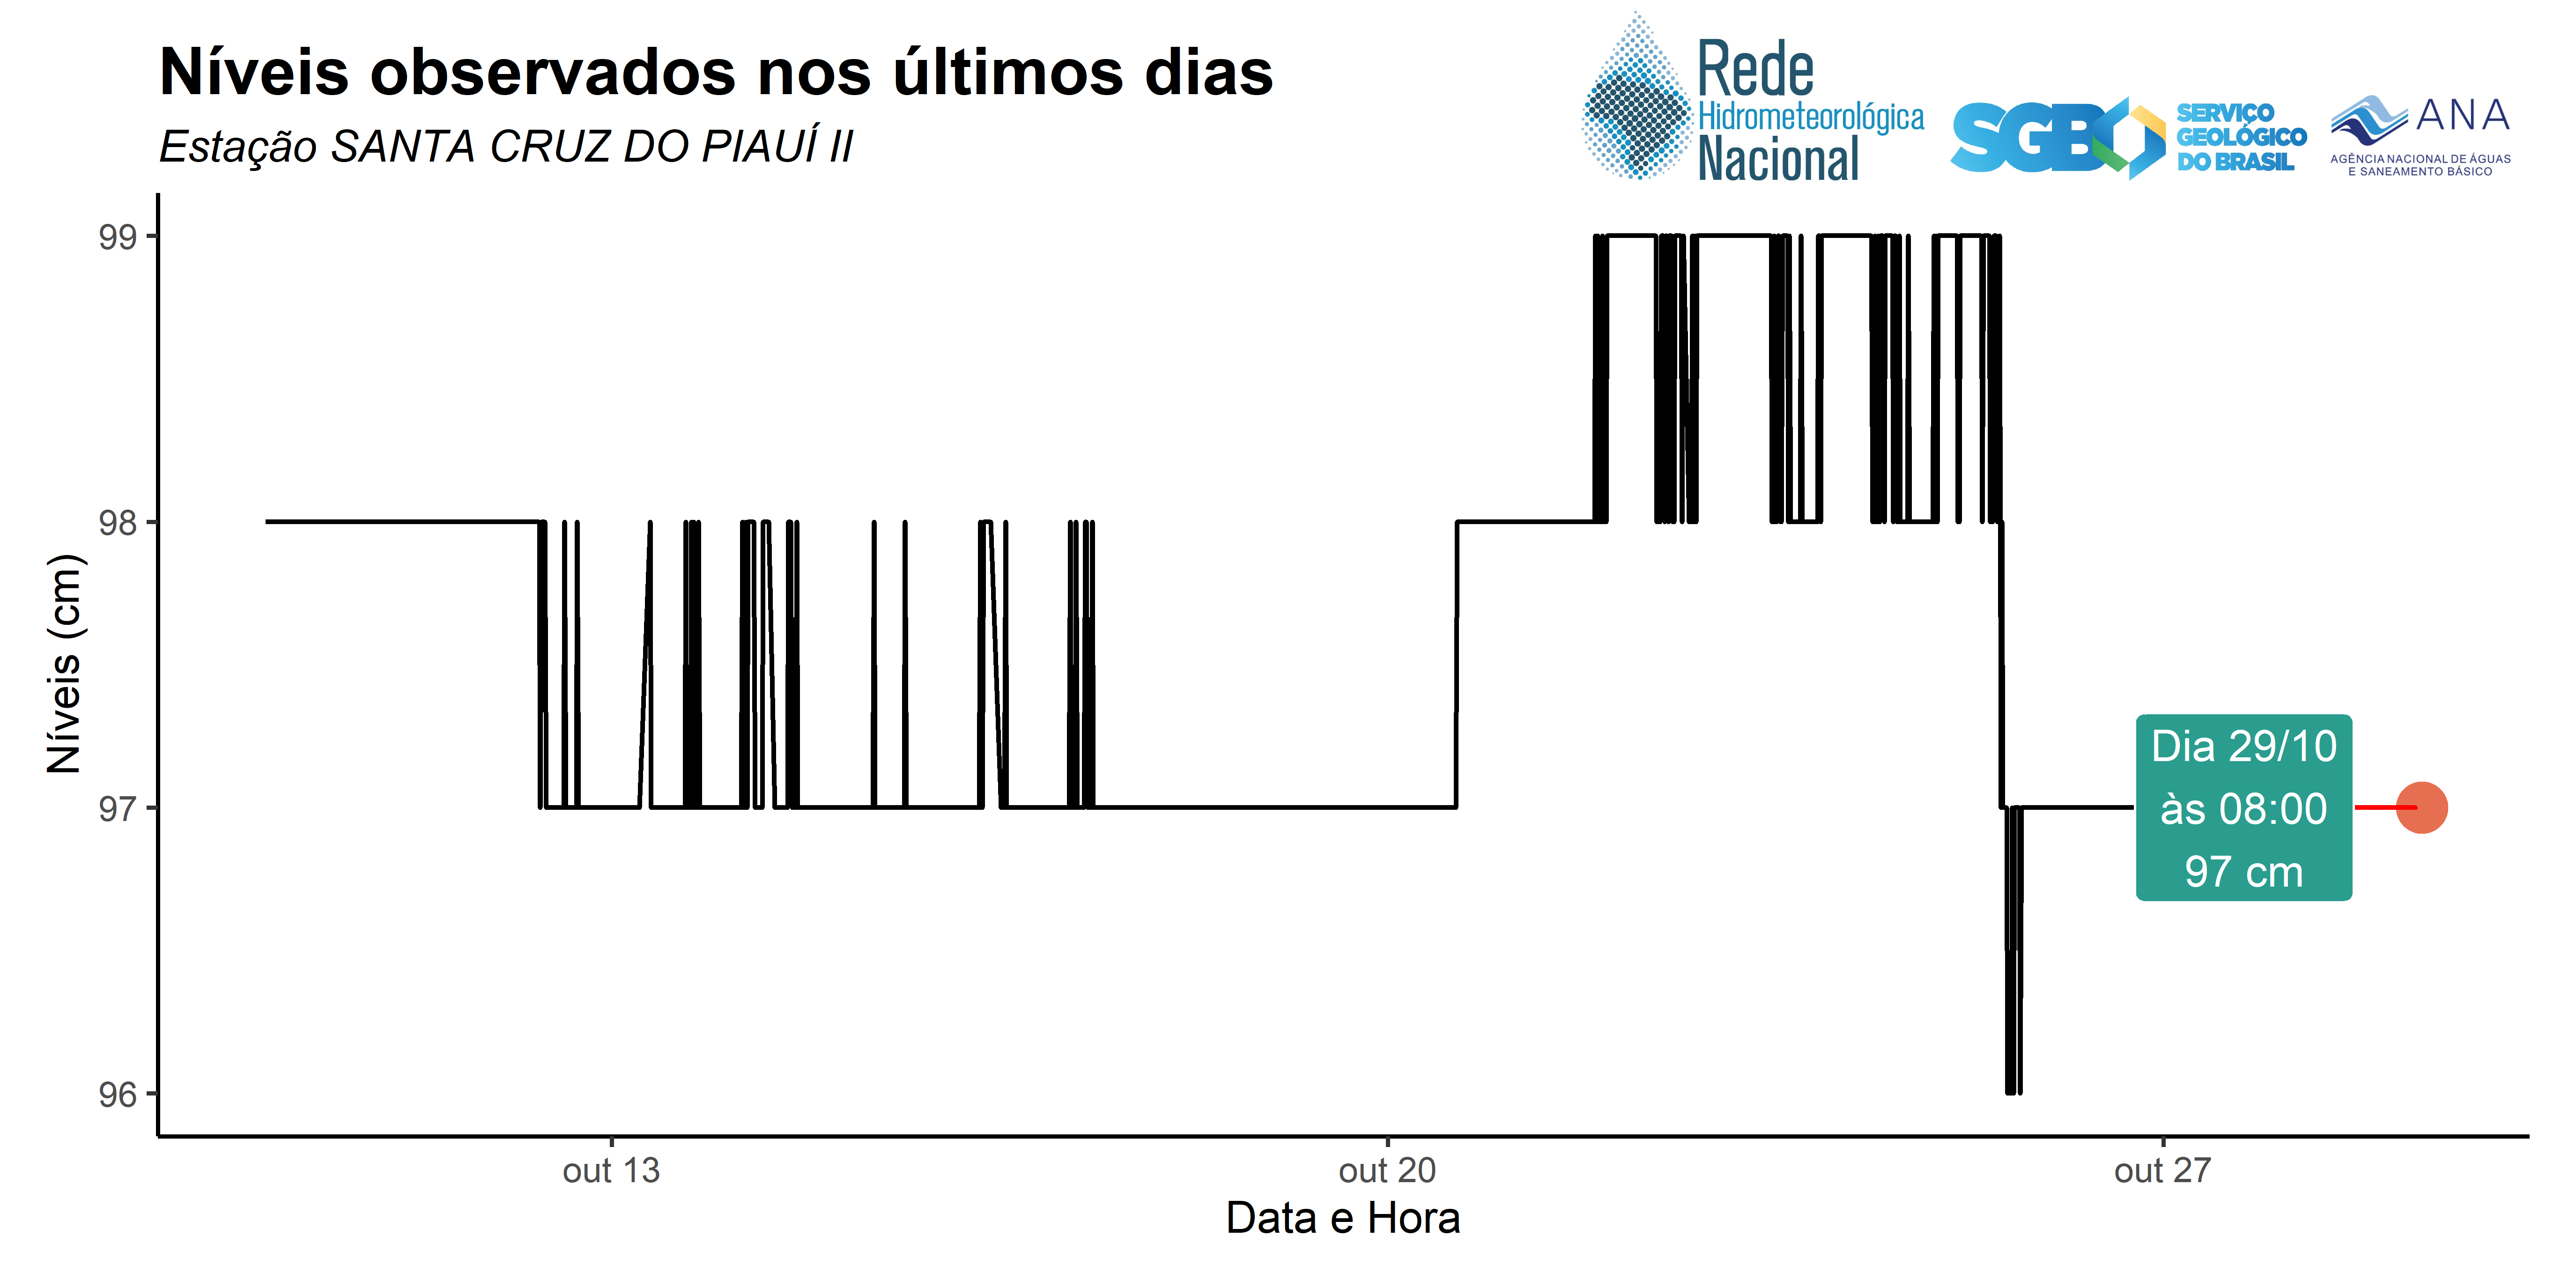 Níveis observados nos últimos dias
Estação SANTA CRUZ DO PIAUÍ II
Rede
Hidrometeorológica
Nacional
SGB
SERVIÇO
GEOLÓGICO
DO BRASIL
ANA
AGÊNCIA NACIONAL DE ÁGUAS
E SANEAMENTO BÁSICO
Níveis (cm)
99
98
97
96
Dia 29/10
às 08:00
97 cm
out 13
out 20
out 27
Data e Hora